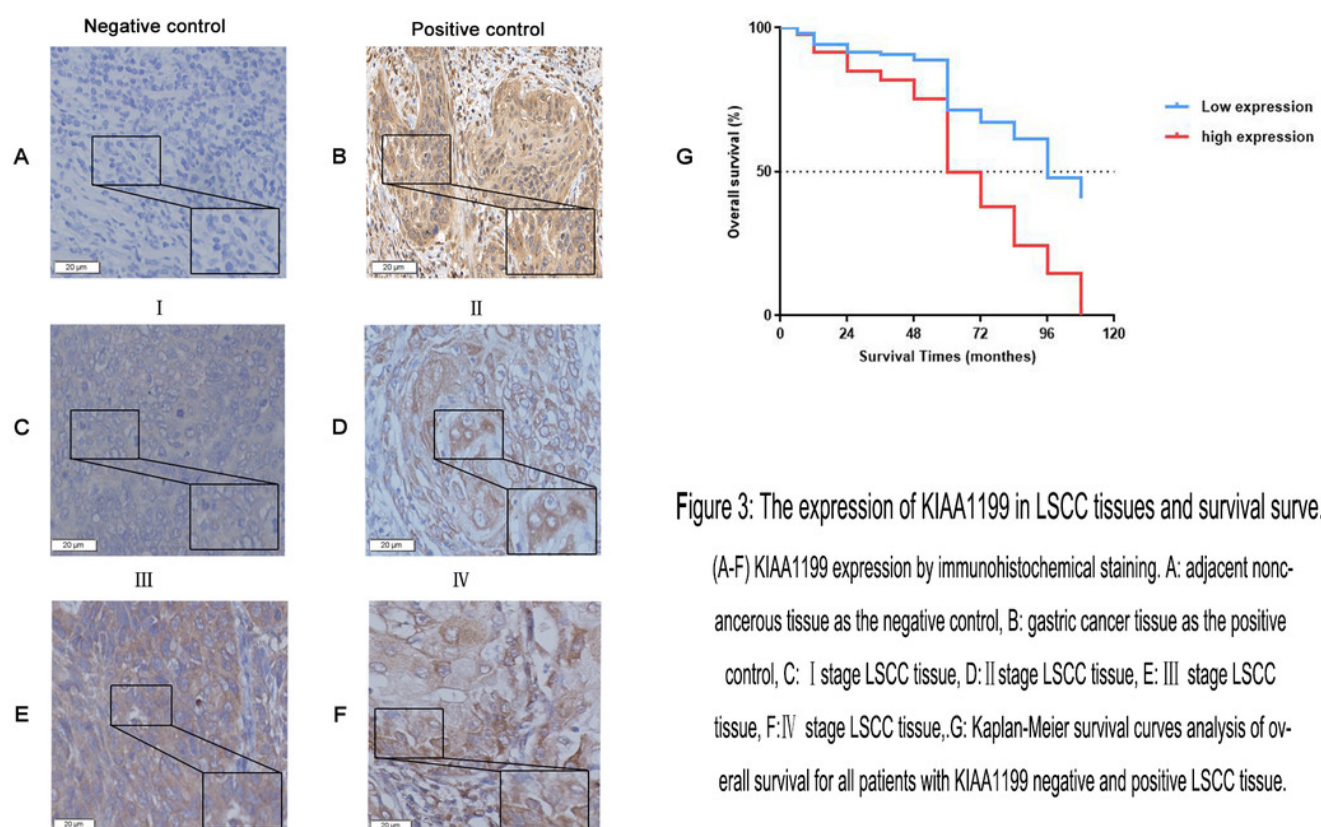 Negative control
Positive control
A
20 µm
B
20 µm
I
II
C
20 µm
D
20 µm
III
IV
E
20 µm
F
20 µm
G
Overall survival (%)
100
50
0
0 24 48 72 96 120
Survival Times (monthes)
Low expression
high expression
Figure 3: The expression of KIAA1199 in LSCC tissues and survival surve.
(A-F) KIAA1199 expression by immunohistochemical staining. A: adjacent nonc-
ancerous tissue as the negative control, B: gastric cancer tissue as the positive
control, C: Ⅰ stage LSCC tissue, D:Ⅱ stage LSCC tissue, E: Ⅲ stage LSCC
tissue, F:Ⅳ stage LSCC tissue,.G: Kaplan-Meier survival curves analysis of ov-
erall survival for all patients with KIAA1199 negative and positive LSCC tissue.